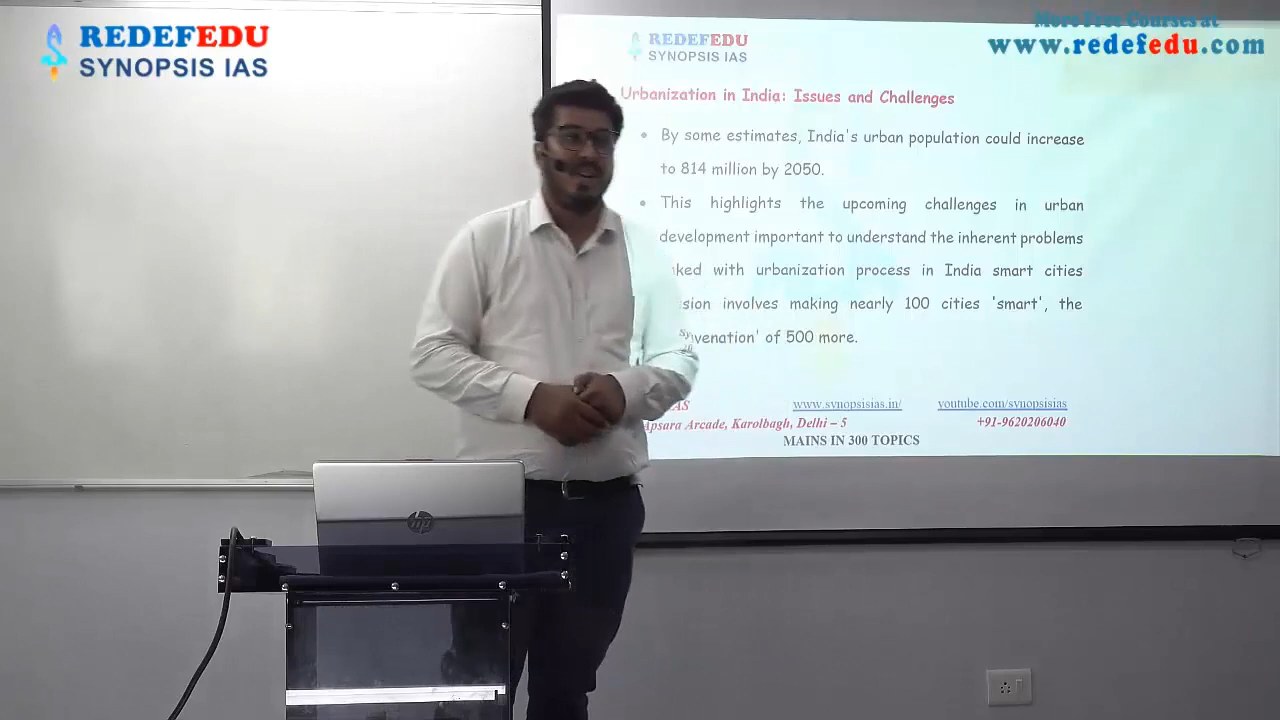 REDEFEDU
SYNOPSIS IAS
More Free Courses at
www.redefedu.com
REDEFEDU
SYNOPSIS IAS
Urbanization in India: Issues and Challenges
• By some estimates, India's urban population could increase
to 814 million by 2050.
• This highlights the upcoming challenges in urban
development important to understand the inherent problems
with urbanization process in India smart cities
involves making nearly 100 cities 'smart', the
of 500 more.
www.synopsisias.in/
youtube.com/synopsisias
Apsara Arcade, Karolbagh, Delhi – 5
+91-9620206040
MAINS IN 300 TOPICS
hp